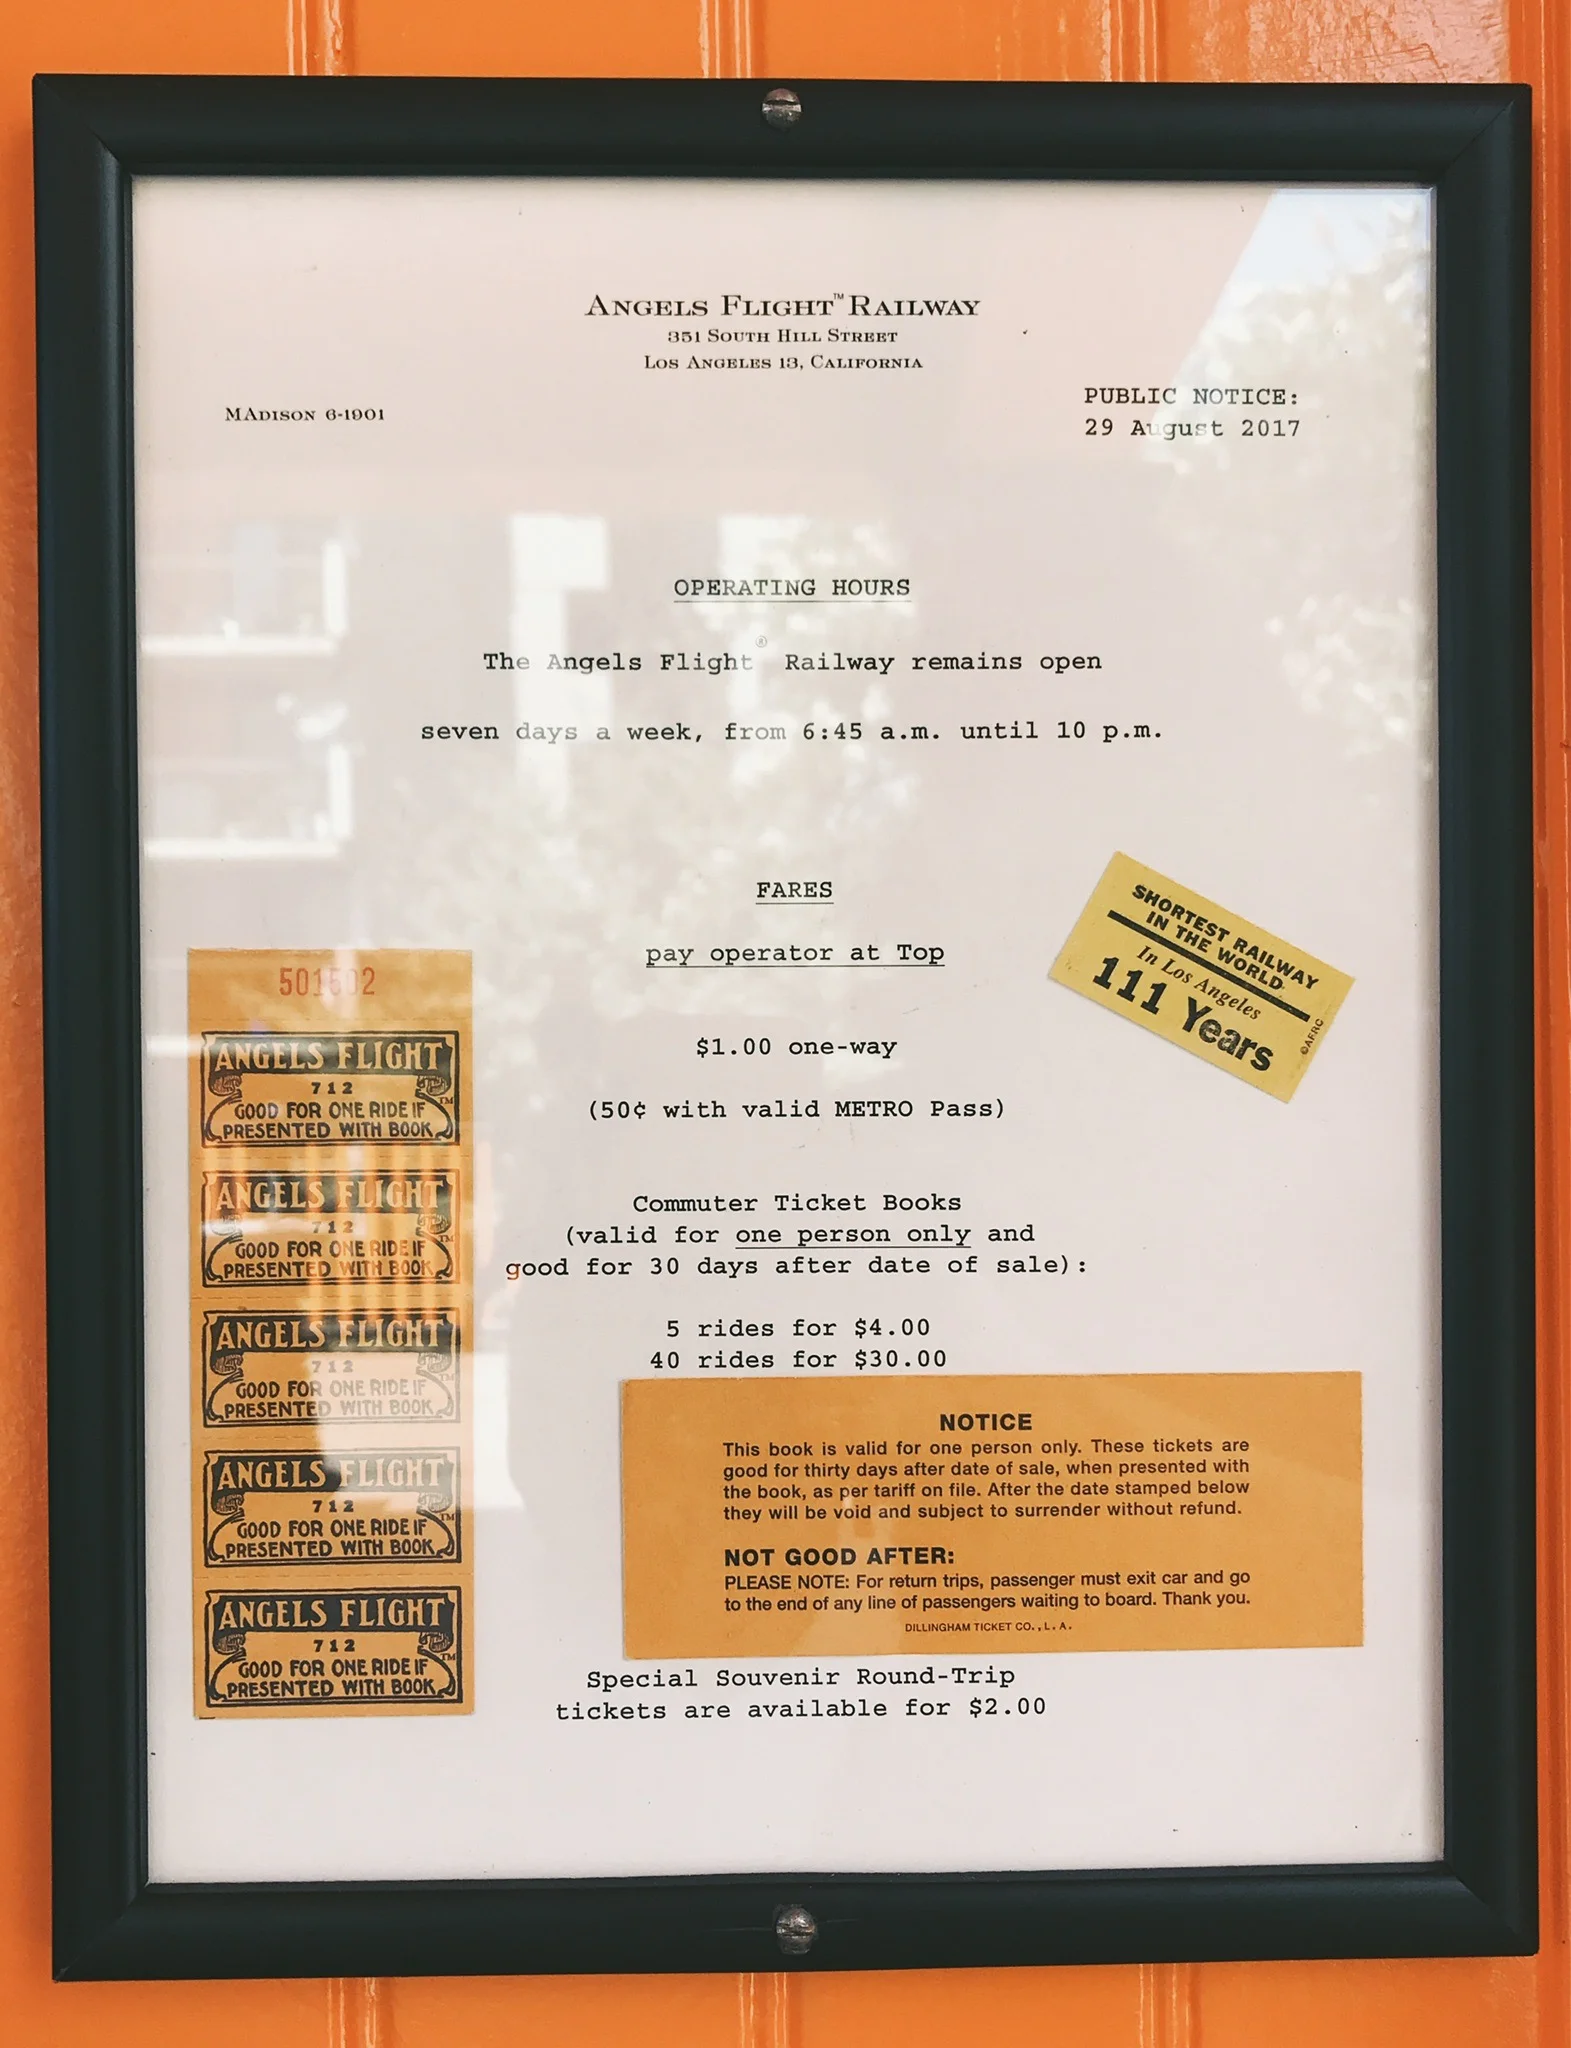 ANGELS FLIGHT™ RAILWAY
351 SOUTH HILL STREET
LOS ANGELES 13, CALIFORNIA
MADISON 6-1901
PUBLIC NOTICE:
29 August 2017
OPERATING HOURS
The Angels Flight® Railway remains open
seven days a week, from 6:45 a.m. until 10 p.m.
FARES
pay operator at Top
$1.00 one-way
(50¢ with valid METRO Pass)
Commuter Ticket Books
(valid for one person only and
good for 30 days after date of sale):
5 rides for $4.00
40 rides for $30.00
SHORTEST RAILWAY
IN THE WORLD
In Los Angeles
111 Years
©AFRC
501502
ANGELS FLIGHT
712
GOOD FOR ONE RIDE IF
PRESENTED WITH BOOK
TM
ANGELS FLIGHT
712
GOOD FOR ONE RIDE IF
PRESENTED WITH BOOK
TM
ANGELS FLIGHT
712
GOOD FOR ONE RIDE IF
PRESENTED WITH BOOK
TM
ANGELS FLIGHT
712
GOOD FOR ONE RIDE IF
PRESENTED WITH BOOK
TM
ANGELS FLIGHT
712
GOOD FOR ONE RIDE IF
PRESENTED WITH BOOK
TM
NOTICE
This book is valid for one person only. These tickets are
good for thirty days after date of sale, when presented with
the book, as per tariff on file. After the date stamped below
they will be void and subject to surrender without refund.
NOT GOOD AFTER:
PLEASE NOTE: For return trips, passenger must exit car and go
to the end of any line of passengers waiting to board. Thank you.
DILLINGHAM TICKET CO., L. A.
Special Souvenir Round-Trip
tickets are available for $2.00